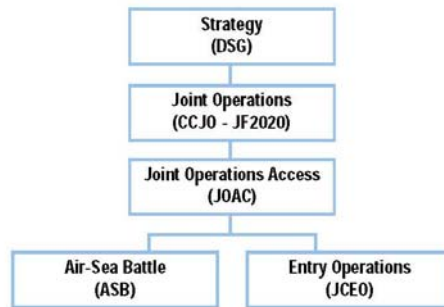 Strategy
(DSG)
Joint Operations
(CCJO - JF2020)
Joint Operations Access
(JOAC)
Air-Sea Battle
(ASB)
Entry Operations
(JCEO)